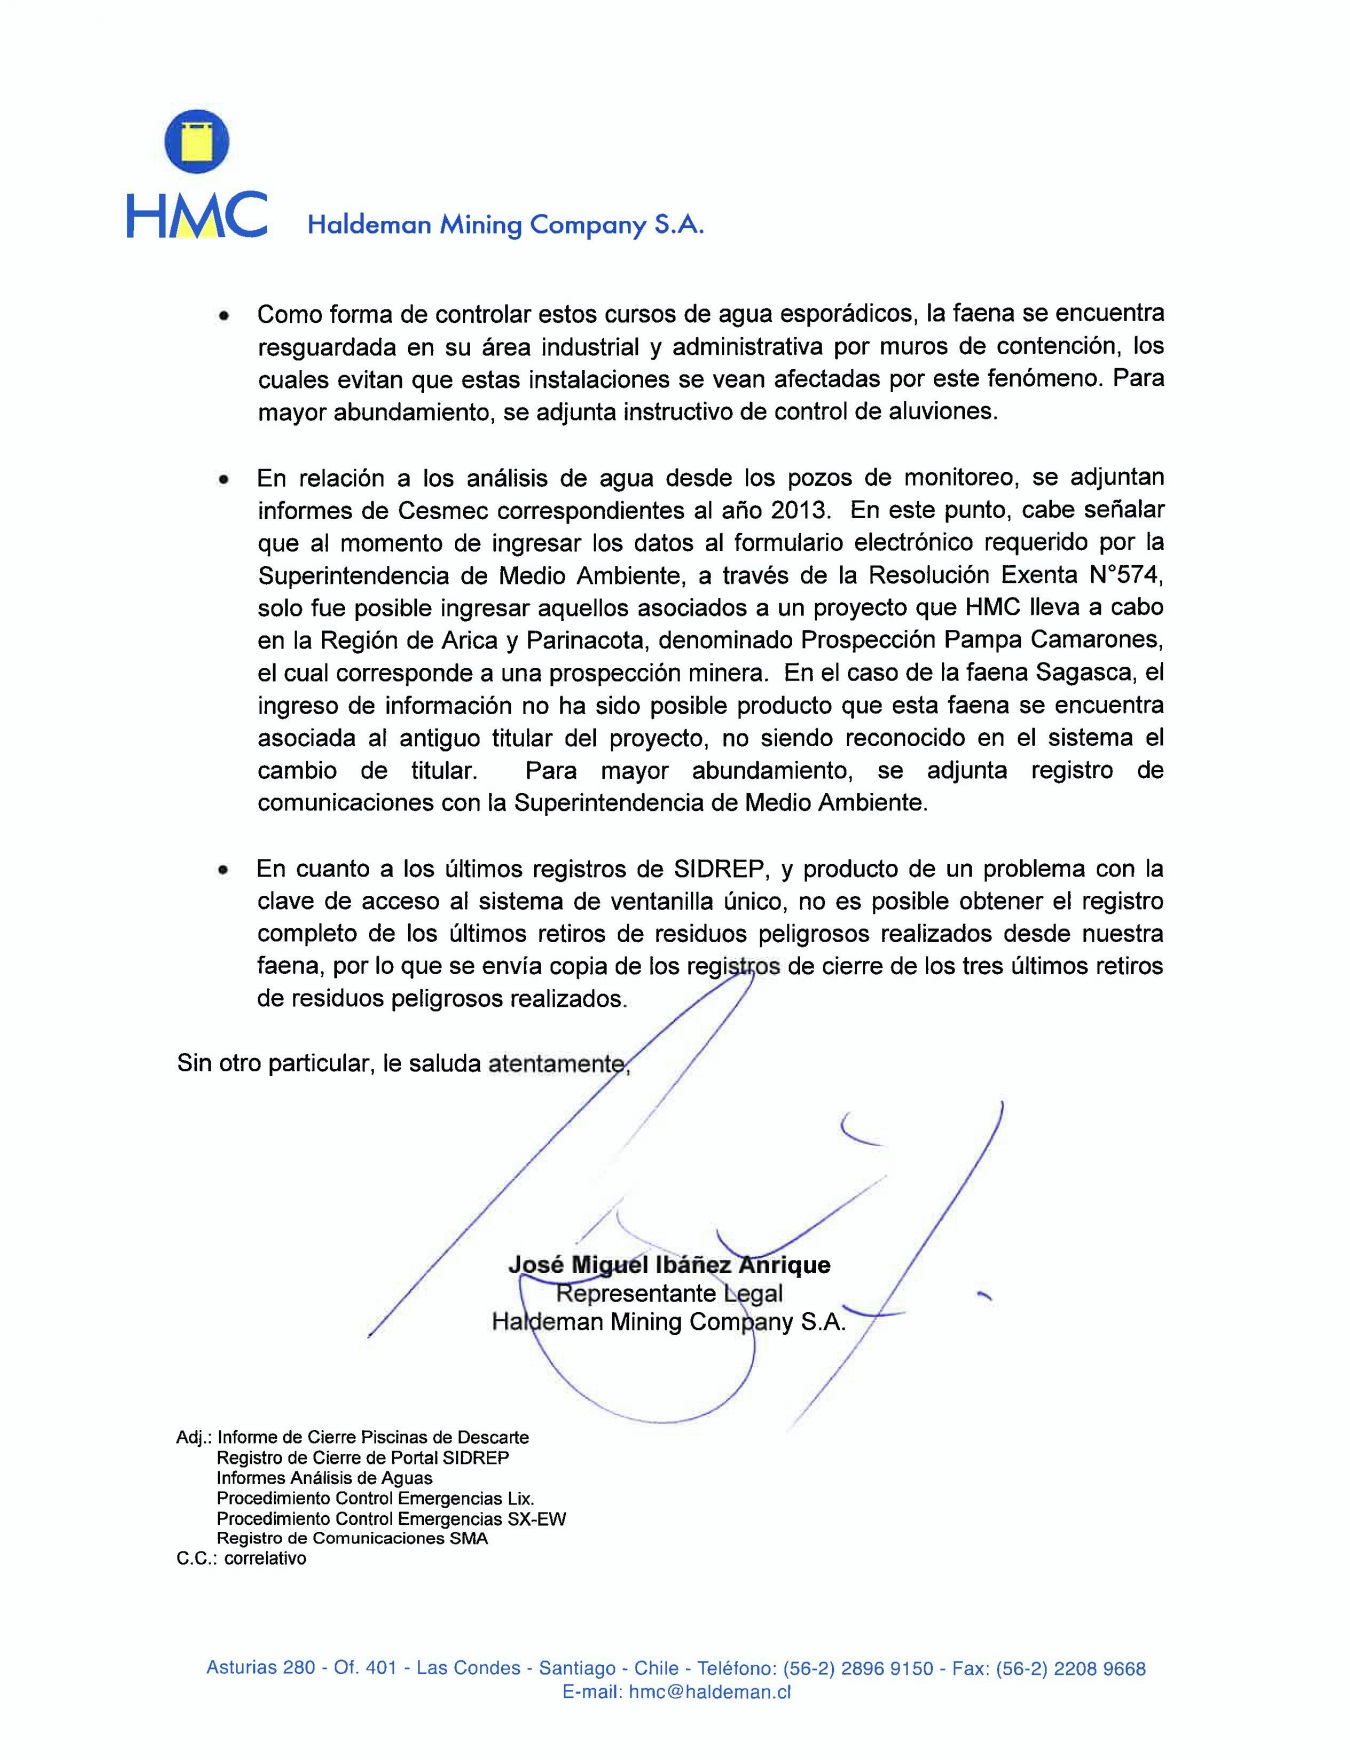 HMC Haldeman Mining Company S.A.
• Como forma de controlar estos cursos de agua esporádicos, la faena se encuentra
resguardada en su área industrial y administrativa por muros de contención, los
cuales evitan que estas instalaciones se vean afectadas por este fenómeno. Para
mayor abundamiento, se adjunta instructivo de control de aluviones.
• En relación a los análisis de agua desde los pozos de monitoreo, se adjuntan
informes de Cesmec correspondientes al año 2013. En este punto, cabe señalar
que al momento de ingresar los datos al formulario electrónico requerido por la
Superintendencia de Medio Ambiente, a través de la Resolución Exenta N°574,
solo fue posible ingresar aquellos asociados a un proyecto que HMC lleva a cabo
en la Región de Arica y Parinacota, denominado Prospección Pampa Camarones,
el cual corresponde a una prospección minera. En el caso de la faena Sagasca, el
ingreso de información no ha sido posible producto que esta faena se encuentra
asociada al antiguo titular del proyecto, no siendo reconocido en el sistema el
cambio de titular. Para mayor abundamiento, se adjunta registro de
comunicaciones con la Superintendencia de Medio Ambiente.
• En cuanto a los últimos registros de SIDREP, y producto de un problema con la
clave de acceso al sistema de ventanilla único, no es posible obtener el registro
completo de los últimos retiros de residuos peligrosos realizados desde nuestra
faena, por lo que se envía copia de los registros de cierre de los tres últimos retiros
de residuos peligrosos realizados.
Sin otro particular, le saluda atentamente,
José Miguel Ibáñez Anrique
Representante Legal
Haldeman Mining Company S.A.
Adj.: Informe de Cierre Piscinas de Descarte
Registro de Cierre de Portal SIDREP
Informes Análisis de Aguas
Procedimiento Control Emergencias Lix.
Procedimiento Control Emergencias SX-EW
Registro de Comunicaciones SMA
C.C.: correlativo
Asturias 280 - Of. 401 - Las Condes - Santiago - Chile - Teléfono: (56-2) 2896 9150 - Fax: (56-2) 2208 9668
E-mail: hmc@haldeman.cl